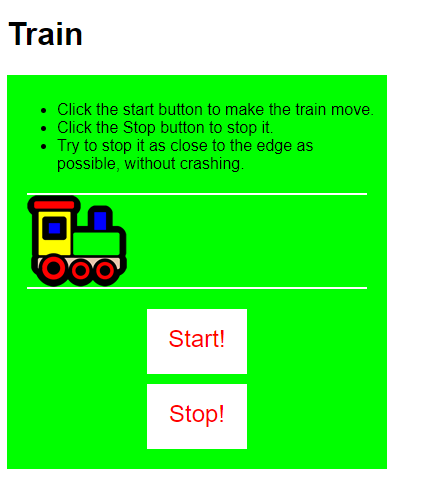 Train
• Click the start button to make the train move.
• Click the Stop button to stop it.
• Try to stop it as close to the edge as
possible, without crashing.
Start!
Stop!